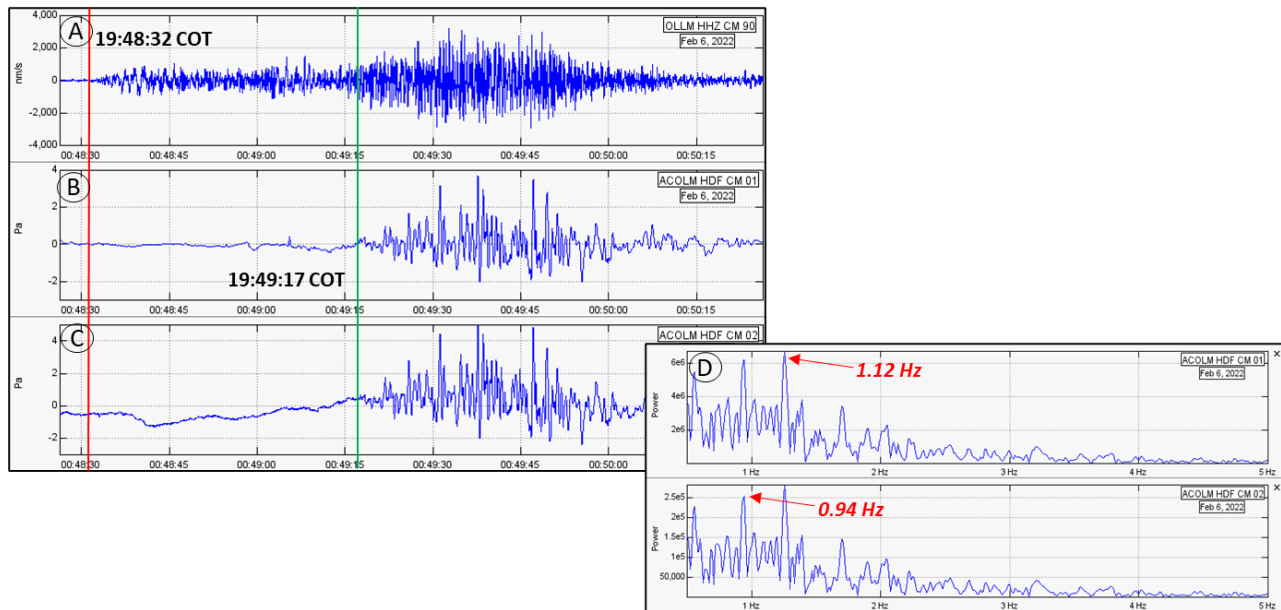 A
19:48:32 COT
OLLM HHZ CM 90
Feb 6, 2022
nm/s
4,000
2,000
0
-2,000
-4,000
00:48:30 00:48:45 00:49:00 00:49:15 00:49:30 00:49:45 00:50:00 00:50:15
B
ACOLM HDF CM 01
Feb 6, 2022
Pa
4
2
0
-2
19:49:17 COT
00:48:30 00:48:45 00:49:00 00:49:15 00:49:30 00:49:45 00:50:00 00:50:15
C
ACOLM HDF CM 02
Pa
4
2
0
-2
00:48:30 00:48:45 00:49:00 00:49:15 00:49:30 00:49:45 00:50:00
D
1.12 Hz
ACOLM HDF CM 01
Feb 6, 2022
×
Power
6e6
4e6
2e6
1 Hz 2 Hz 3 Hz 4 Hz 5 Hz
0.94 Hz
ACOLM HDF CM 02
Feb 6, 2022
×
Power
2.5e5
2e5
1.5e5
1e5
50,000
1 Hz 2 Hz 3 Hz 4 Hz 5 Hz